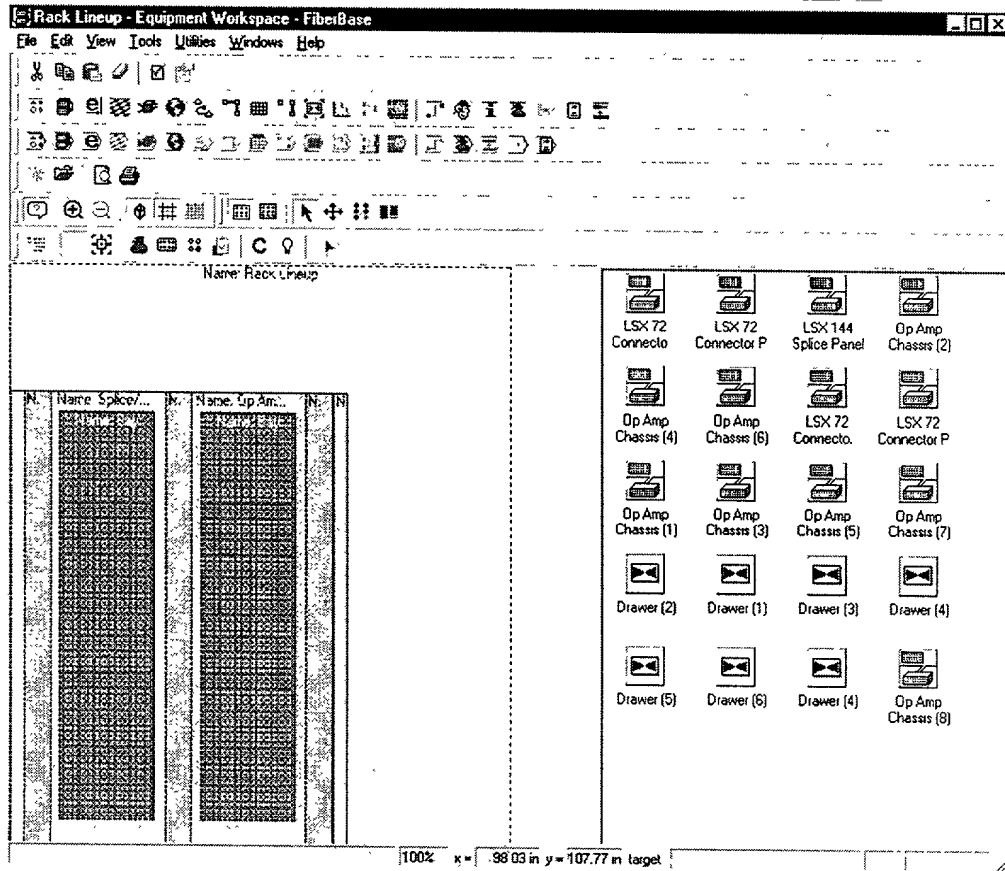 Rack Lineup - Equipment Workspace - FiberBase
File Edit View Tools Utilities Windows Help
Name: Rack Lineup
N. Name: Splice/... N. Name: Op Am... N. N
LSX 72 Connecto
LSX 72 Connector P
LSX 144 Splice Panel
Op Amp Chassis (2)
Op Amp Chassis (4)
Op Amp Chassis (6)
LSX 72 Connecto.
LSX 72 Connector P
Op Amp Chassis (1)
Op Amp Chassis (3)
Op Amp Chassis (5)
Op Amp Chassis (7)
Drawer (2)
Drawer (1)
Drawer (3)
Drawer (4)
Drawer (5)
Drawer (6)
Drawer (4)
Op Amp Chassis (8)
100% x = 98.03 in y = 107.77 in target